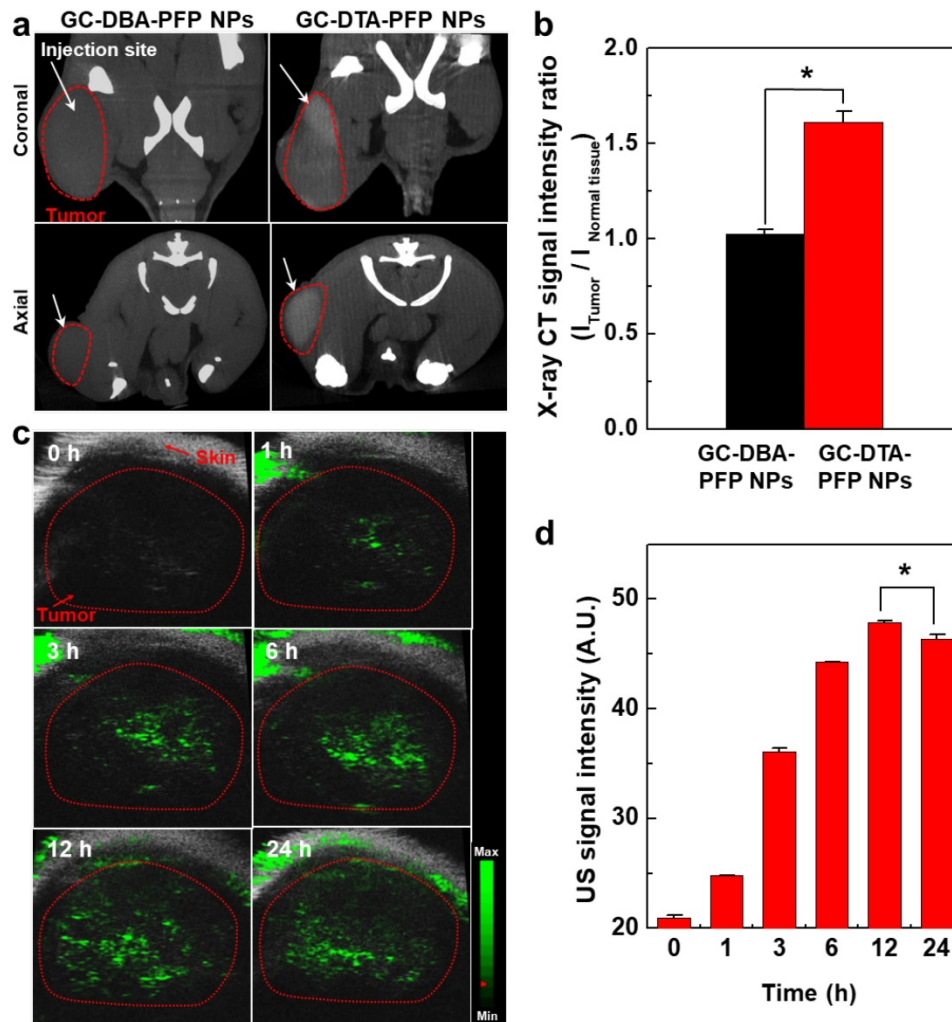 a
GC-DBA-PFP NPs
GC-DTA-PFP NPs
Coronal
Injection site
Tumor
Axial
b
X-ray CT signal intensity ratio
(I Tumor / I Normal tissue)
2.0
1.5
1.0
0.5
0.0
*
GC-DBA-
PFP NPs
GC-DTA-
PFP NPs
c
0 h
Skin
Tumor
1 h
3 h
6 h
12 h
24 h
Max
Min
d
US signal intensity (A.U.)
50
40
30
20
*
0 1 3 6 12 24
Time (h)